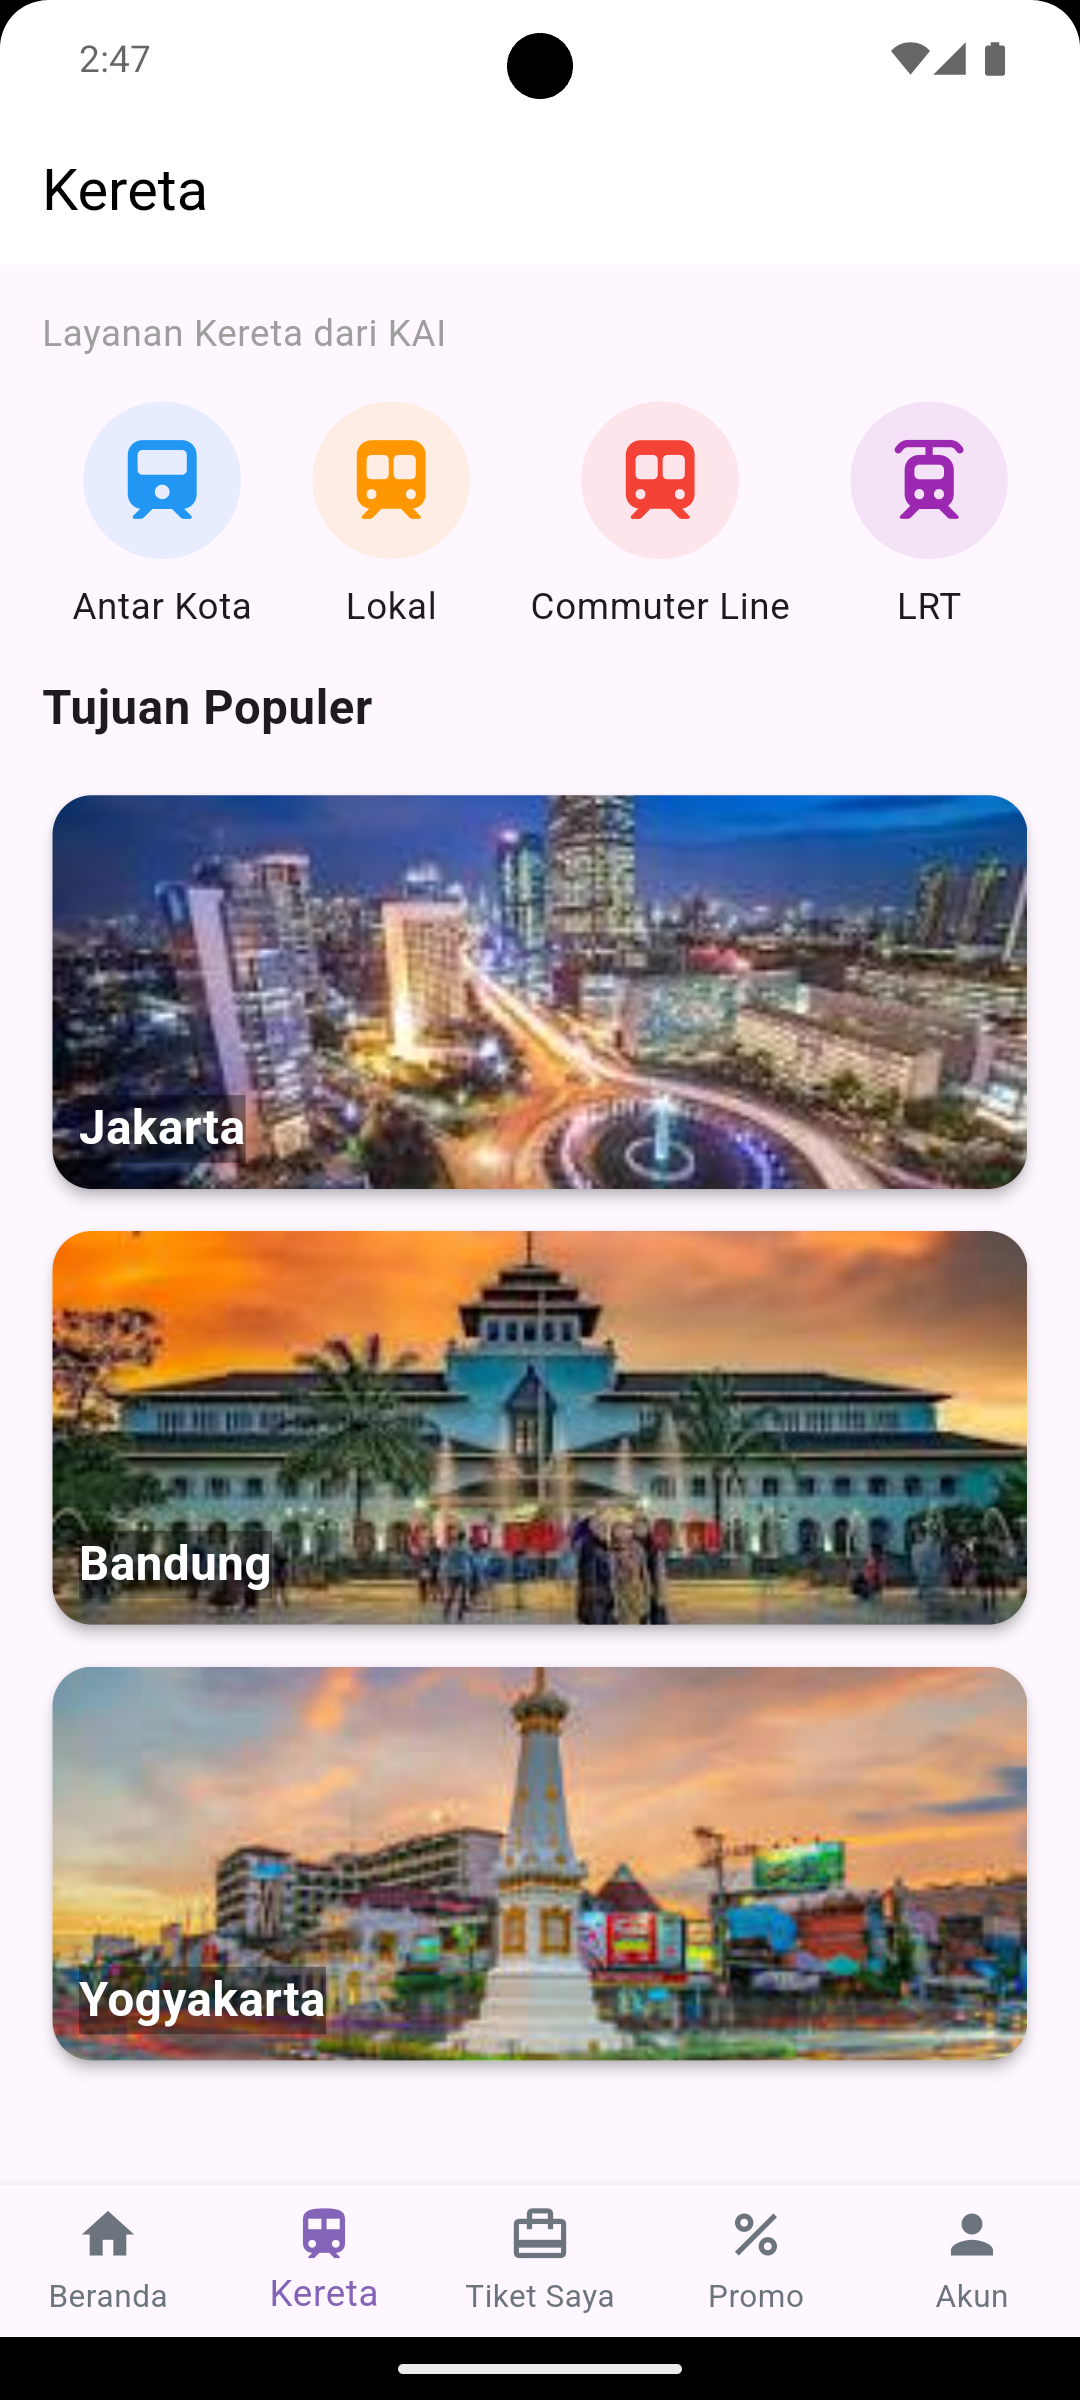 2:47
Kereta
Layanan Kereta dari KAI
Antar Kota Lokal Commuter Line LRT
Tujuan Populer
Jakarta
Bandung
Yogyakarta
Beranda Kereta Tiket Saya Promo Akun